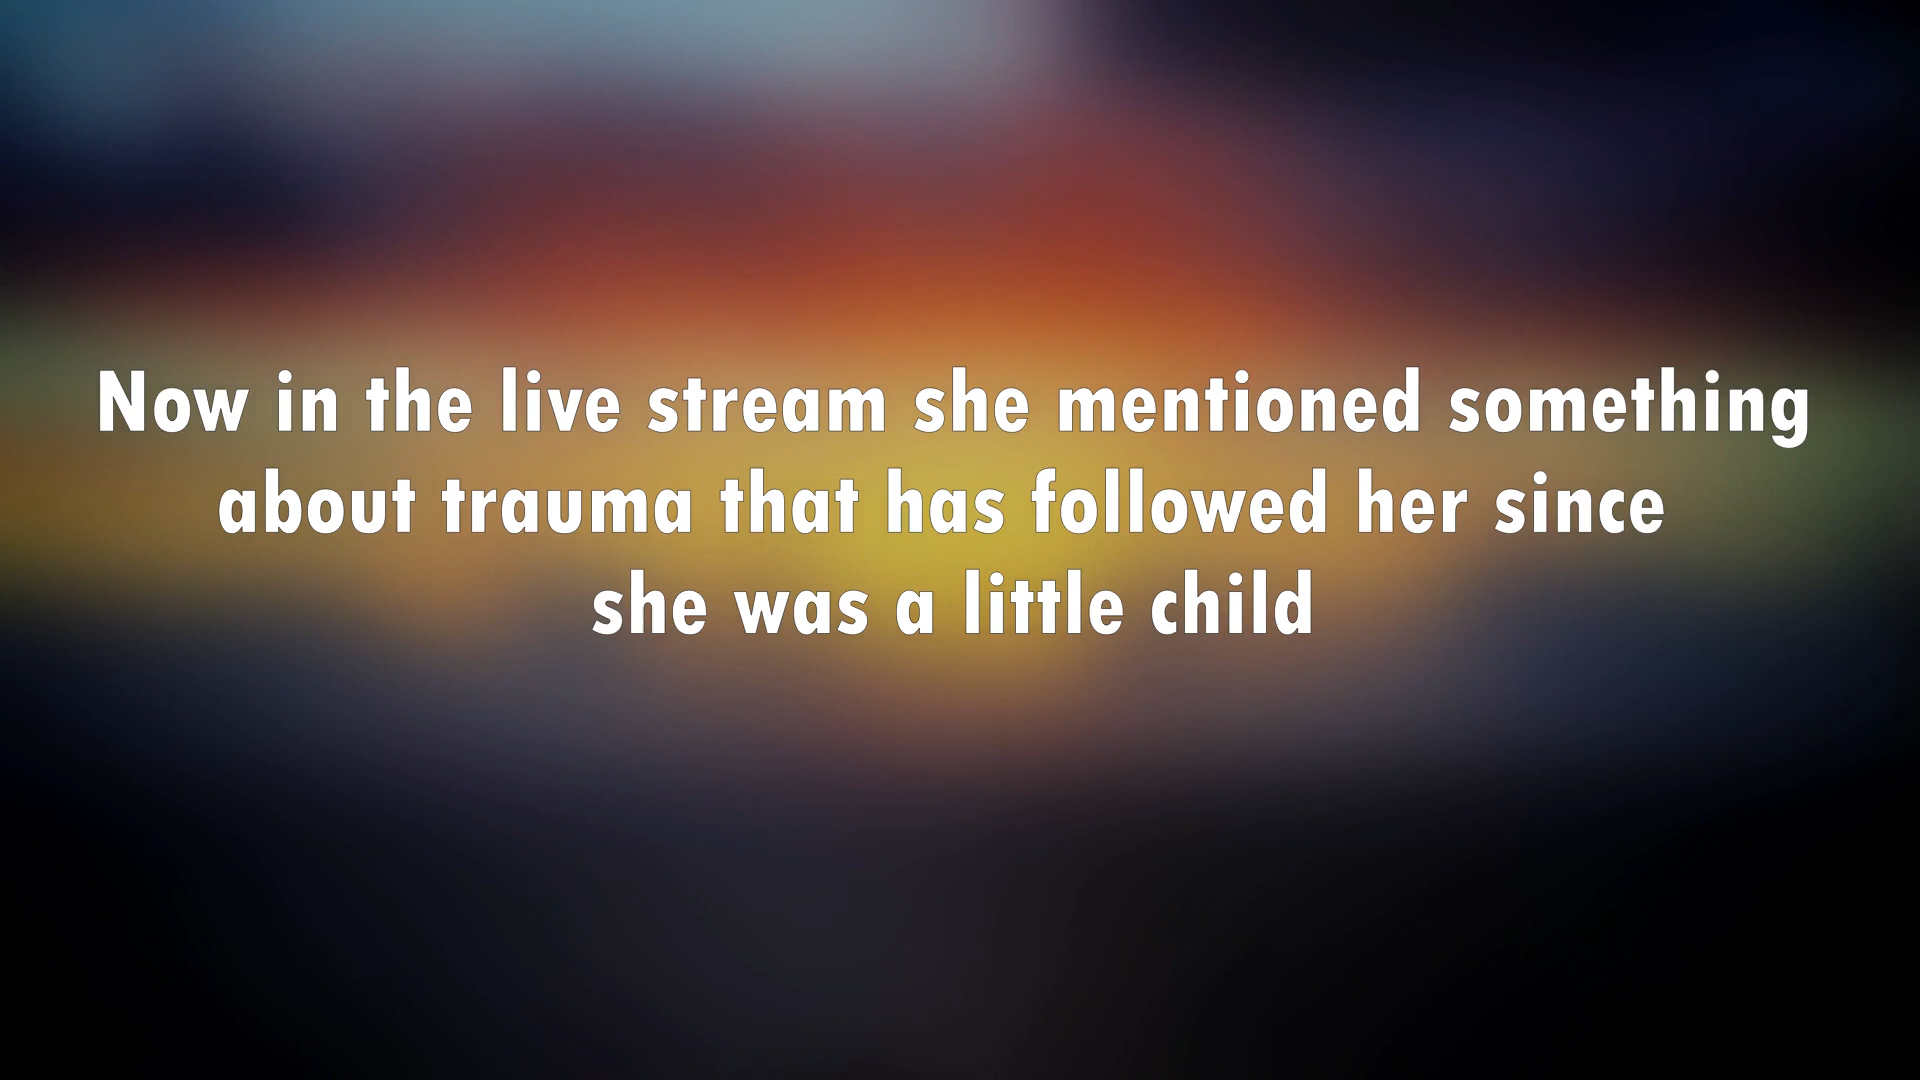 Now in the live stream she mentioned something
about trauma that has followed her since
she was a little child